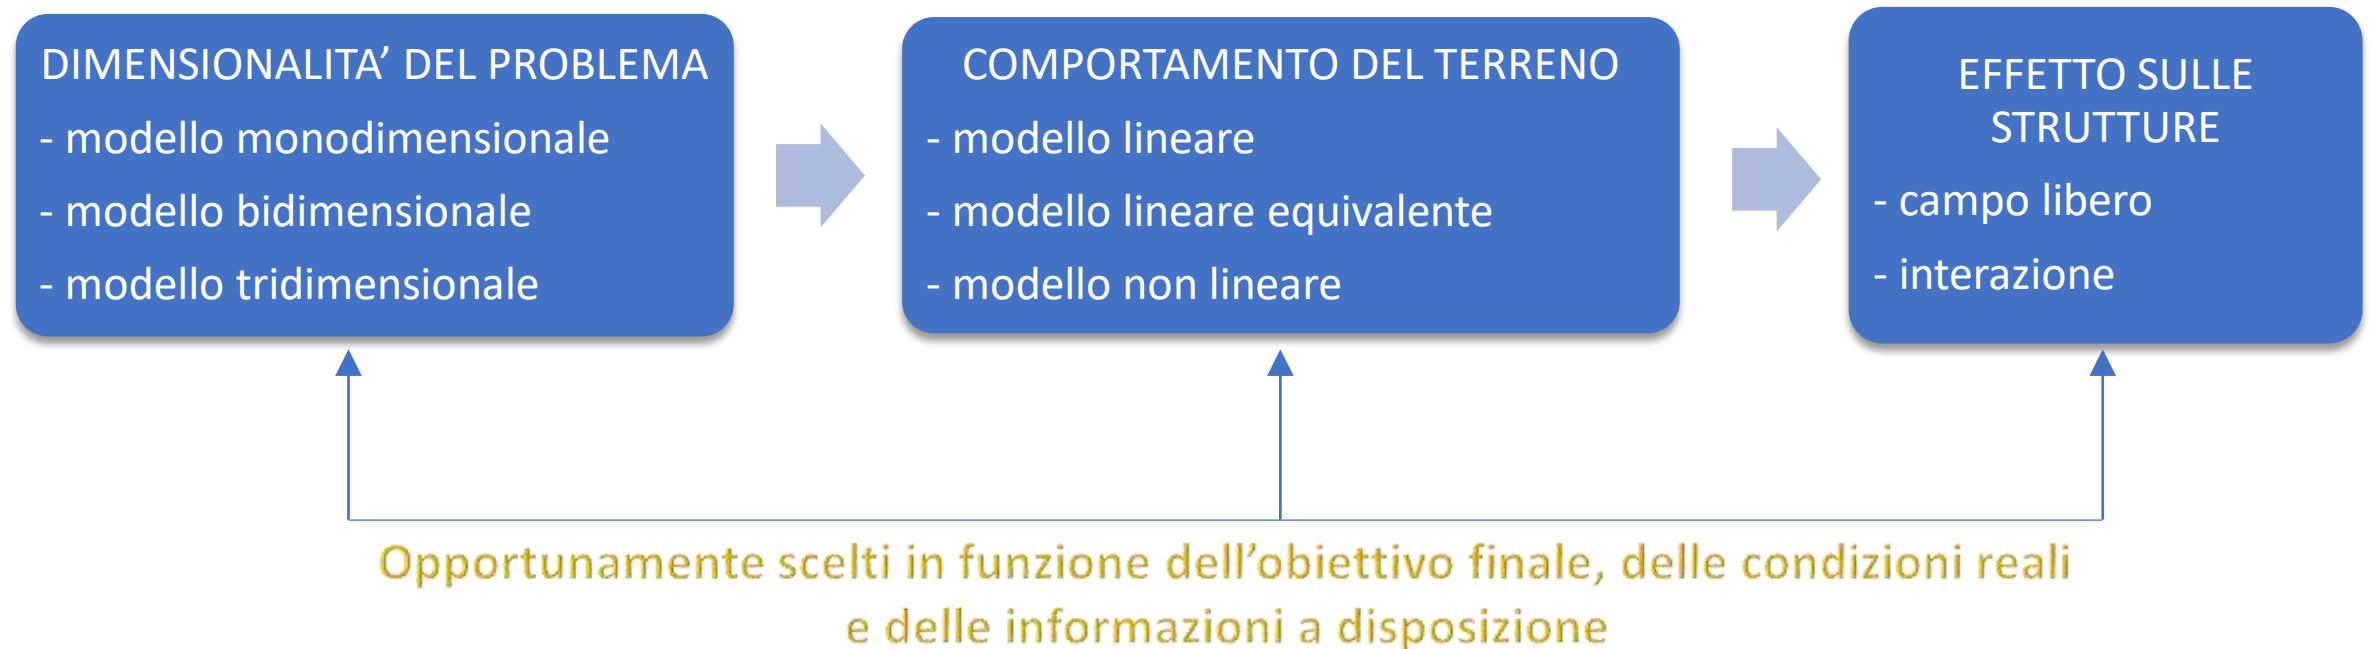 DIMENSIONALITA’ DEL PROBLEMA
- modello monodimensionale
- modello bidimensionale
- modello tridimensionale
COMPORTAMENTO DEL TERRENO
- modello lineare
- modello lineare equivalente
- modello non lineare
EFFETTO SULLE
STRUTTURE
- campo libero
- interazione
Opportunamente scelti in funzione dell’obiettivo finale, delle condizioni reali
e delle informazioni a disposizione